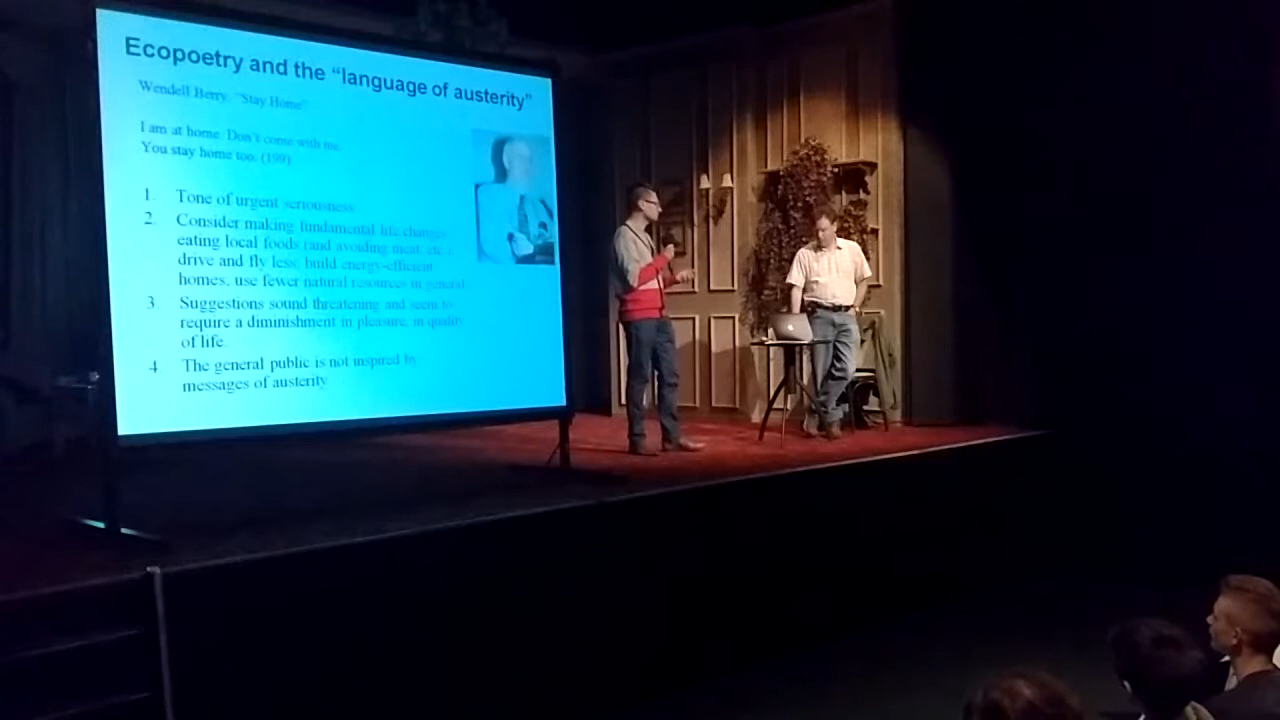 Ecopoetry and the “language of austerity”
Wendell Berry, “Stay Home”
I am at home. Don't come with me.
You stay home too. (199)
1. Tone of urgent seriousness
2. Consider making fundamental life changes:
eating local foods (and avoiding meat, etc.),
drive and fly less, build energy-efficient
homes, use fewer natural resources in general
3. Suggestions sound threatening and seem to
require a diminishment in pleasure, in quality
of life.
4 The general public is not inspired by
messages of austerity